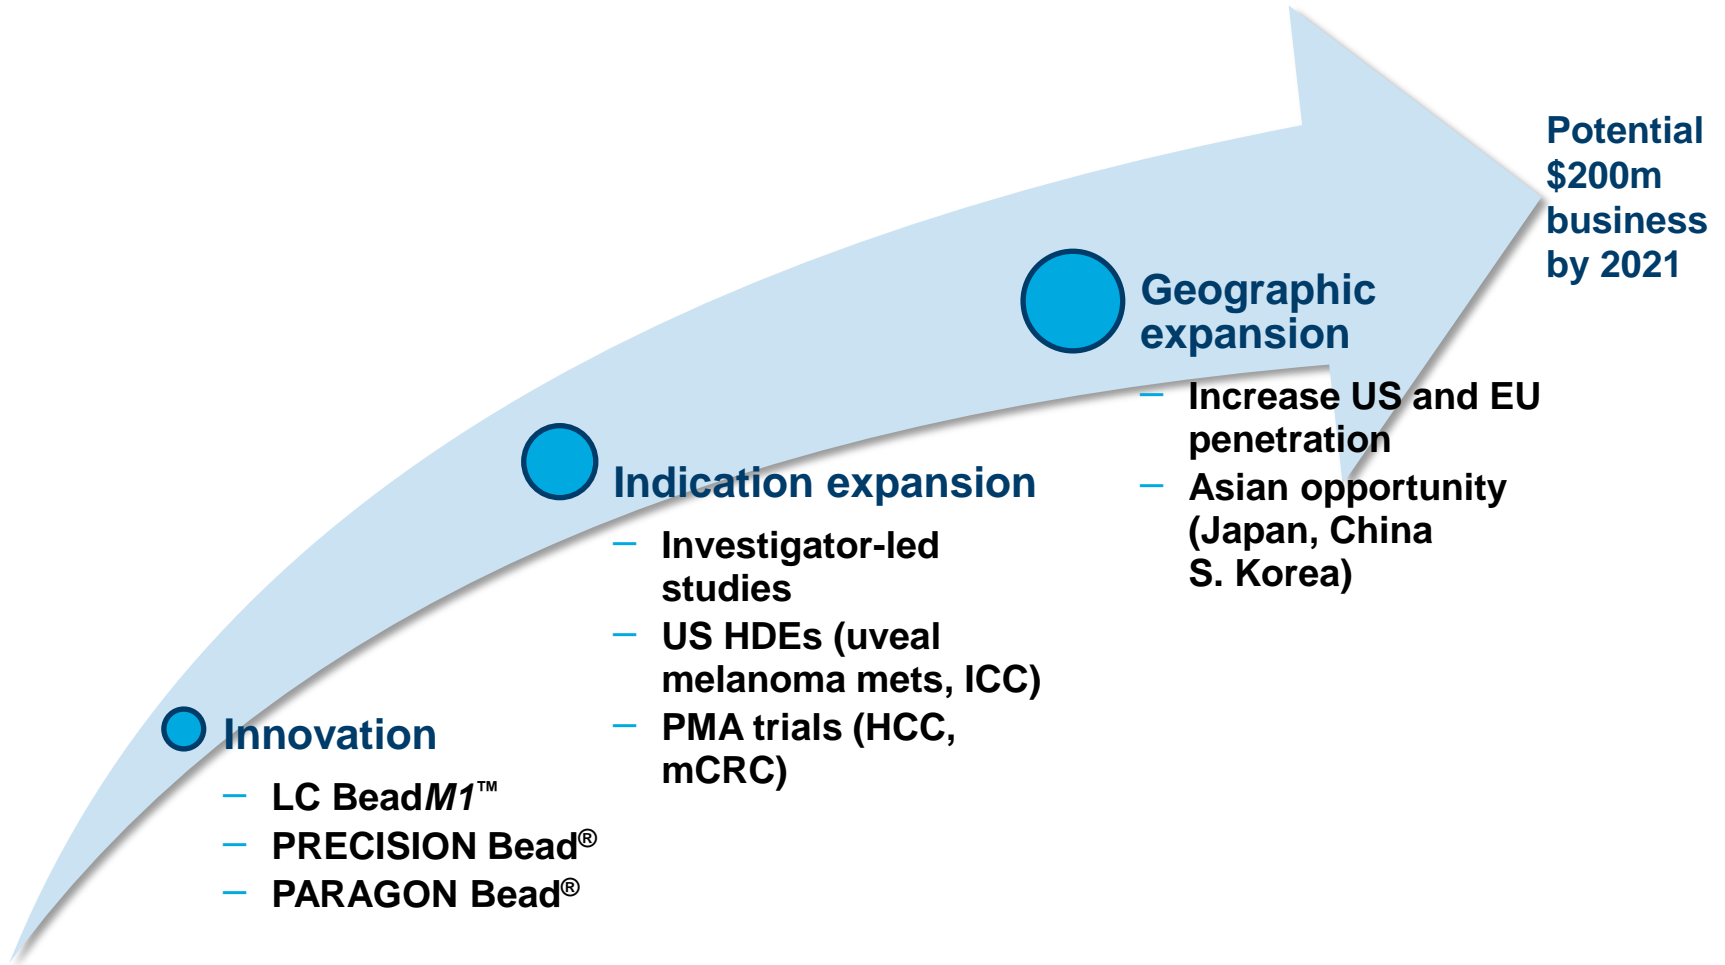 Potential
$200m
business
by 2021
Geographic
expansion
– Increase US and EU
penetration
– Asian opportunity
(Japan, China
S. Korea)
Indication expansion
– Investigator-led
studies
– US HDEs (uveal
melanoma mets, ICC)
– PMA trials (HCC,
mCRC)
Innovation
– LC BeadM1™
– PRECISION Bead®
– PARAGON Bead®